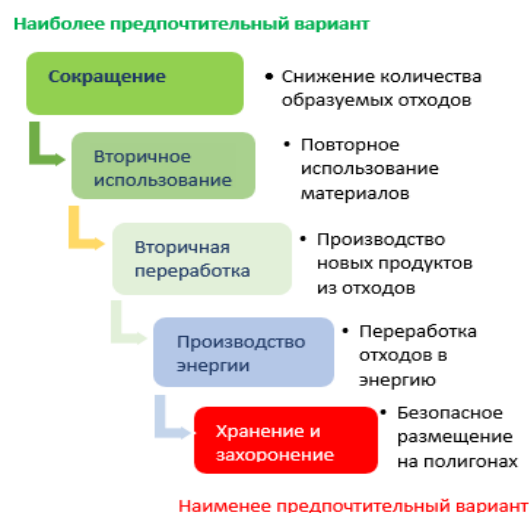 Наиболее предпочтительный вариант
Сокращение
• Снижение количества
образуемых отходов
Вторичное
использование
• Повторное
использование
материалов
Вторичная
переработка
• Производство
новых продуктов
из отходов
Производство
энергии
• Переработка
отходов в
энергию
Хранение и
захоронение
• Безопасное
размещение
на полигонах
Наименее предпочтительный вариант